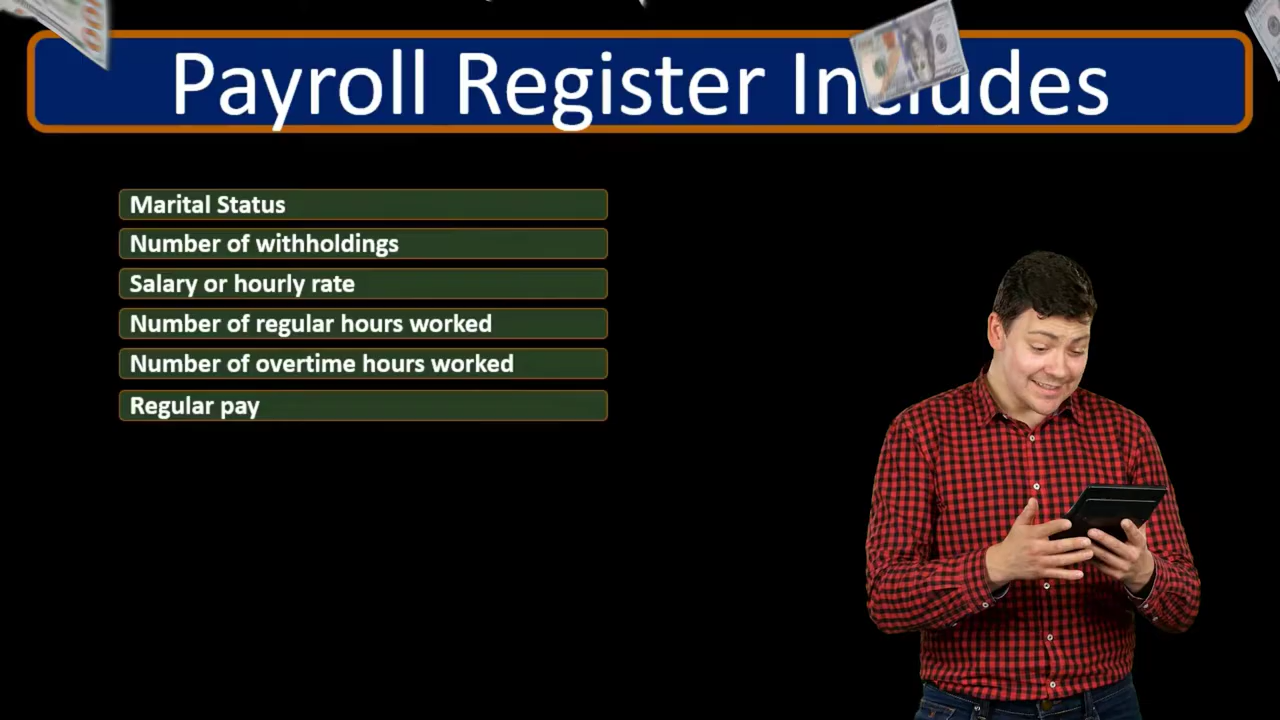 Payroll Register Includes
Marital Status
Number of withholdings
Salary or hourly rate
Number of regular hours worked
Number of overtime hours worked
Regular pay